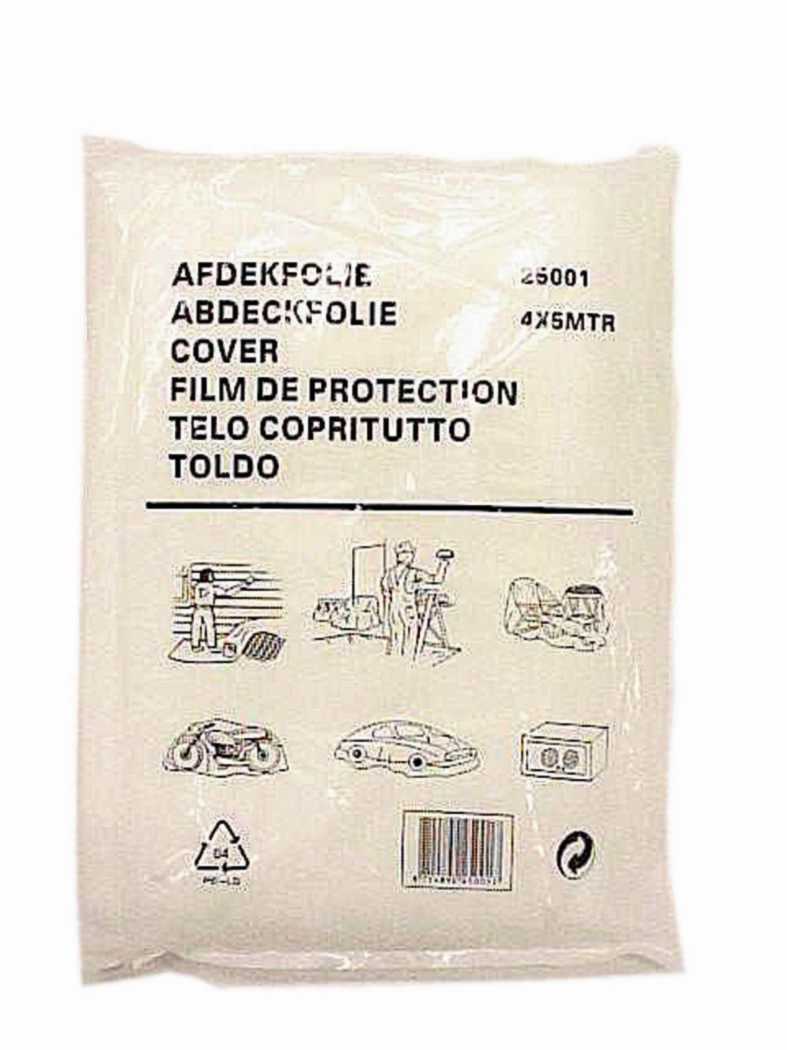 AFDEKFOLIE 25001
ABDECKFOLIE 4X5MTR
COVER
FILM DE PROTECTION
TELO COPRITUTTO
TOLDO
04
PE-LD